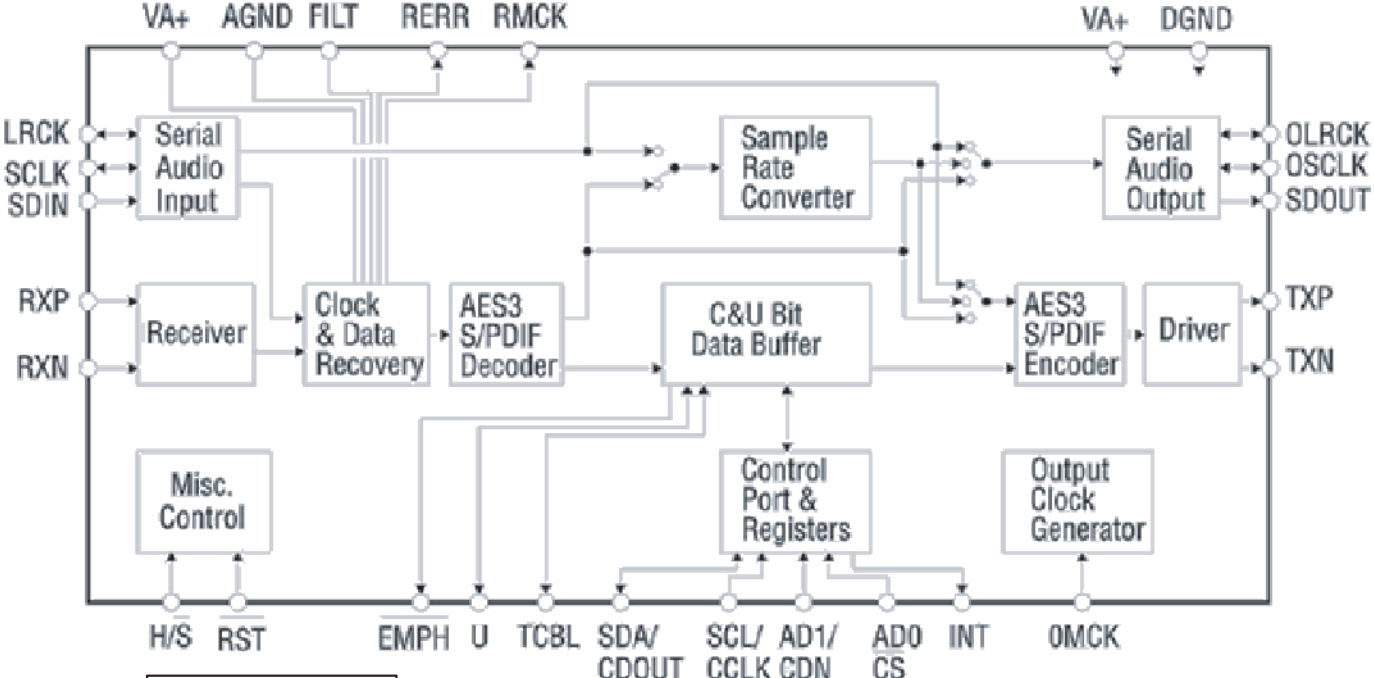 VA+ AGND FILT RERR RMCK VA+ DGND
LRCK
SCLK
SDIN
Serial
Audio
Input
Sample
Rate
Converter
Serial
Audio
Output
OLRCK
OSCLK
SDOUT
RXP
RXN
Receiver
Clock
& Data
Recovery
AES3
S/PDIF
Decoder
C&U Bit
Data Buffer
AES3
S/PDIF
Encoder
Driver
TXP
TXN
Misc.
Control
Control
Port &
Registers
Output
Clock
Generator
H/S RST EMPH U TCBL SDA/ SCL/ AD1/ AD0 INT OMCK
CDOUT CCLK CDN CS